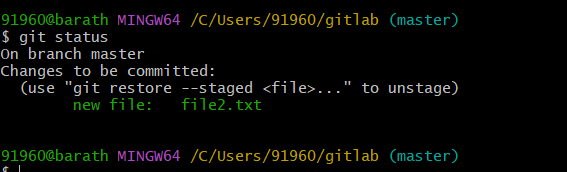 91960@barath MINGW64 /C/Users/91960/gitlab (master)
$ git status
On branch master
Changes to be committed:
  (use "git restore --staged <file>..." to unstage)
        new file:   file2.txt
91960@barath MINGW64 /C/Users/91960/gitlab (master)
$